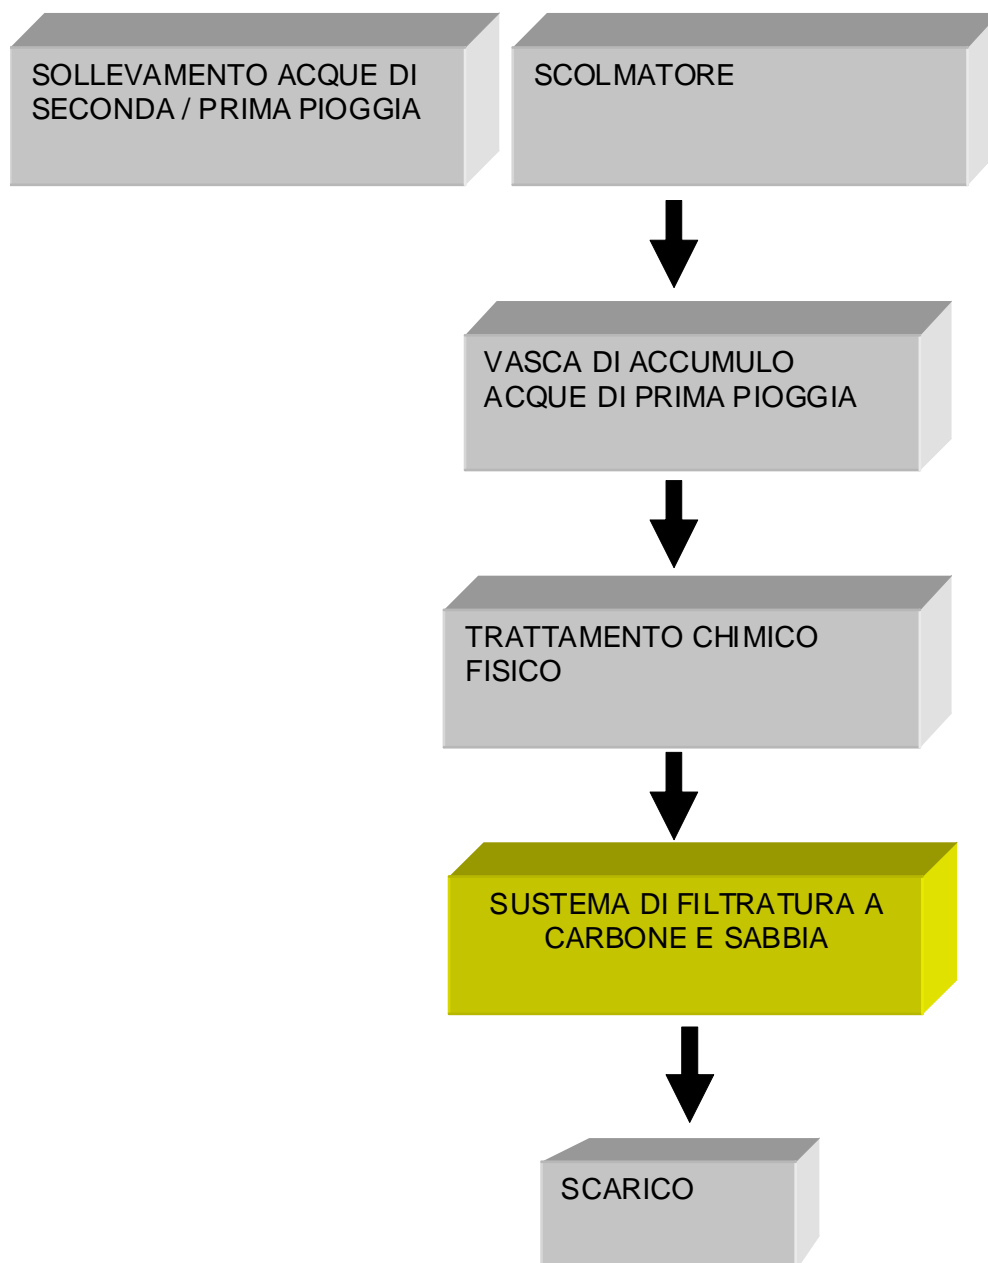 SOLLEVAMENTO ACQUE DI
SECONDA / PRIMA PIOGGIA
SCOLMATORE
VASCA DI ACCUMULO
ACQUE DI PRIMA PIOGGIA
TRATTAMENTO CHIMICO
FISICO
SUSTEMA DI FILTRATURA A
CARBONE E SABBIA
SCARICO